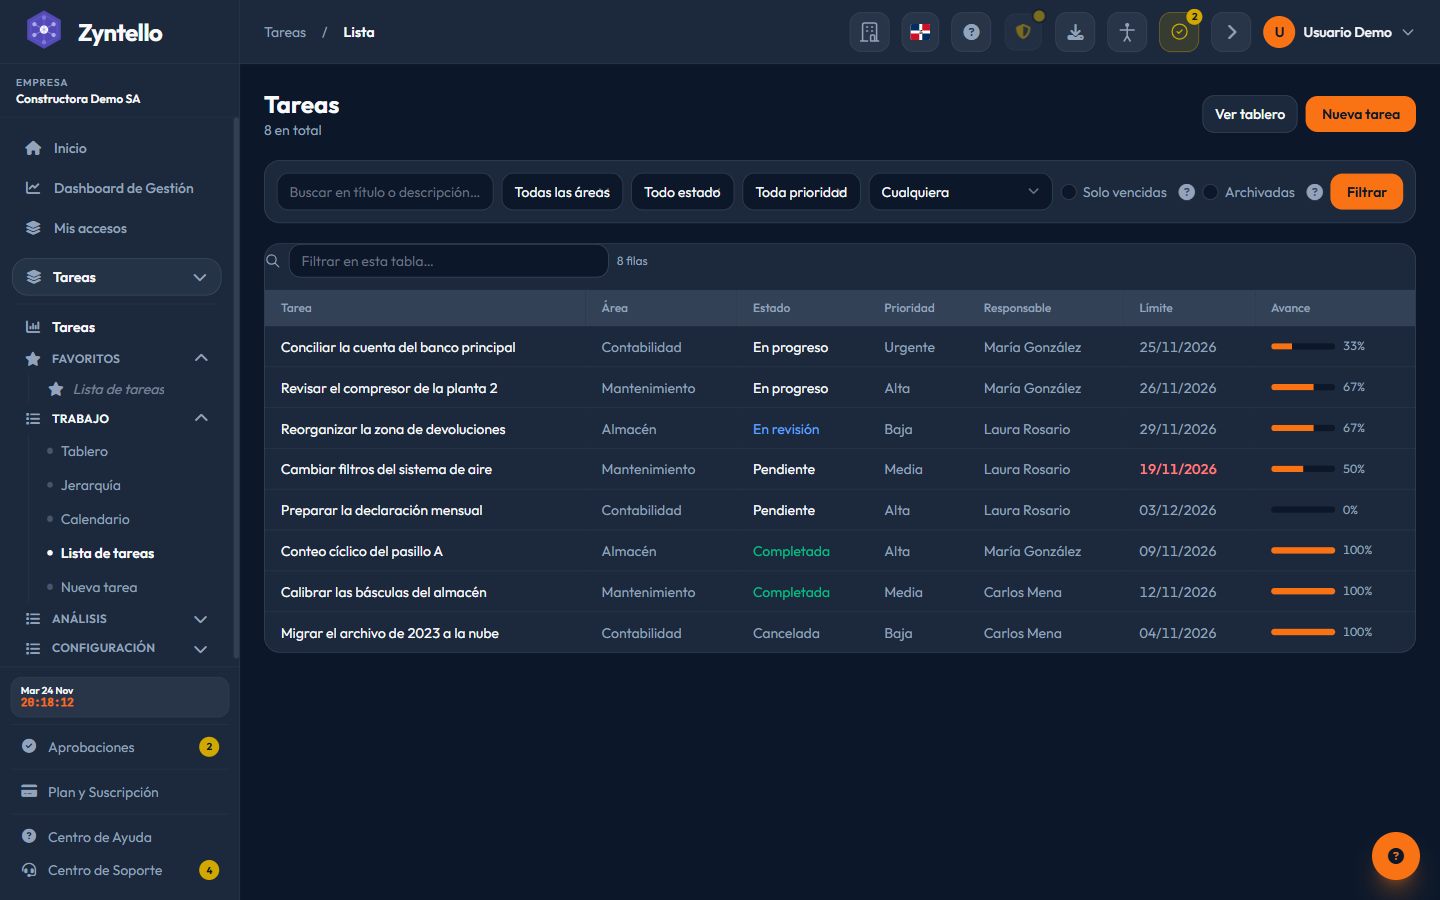 Zyntello
Tareas / Lista
2
U
Usuario Demo
EMPRESA
Constructora Demo SA
Inicio
Dashboard de Gestión
Mis accesos
Tareas
Tareas
FAVORITOS
Lista de tareas
TRABAJO
Tablero
Jerarquía
Calendario
Lista de tareas
Nueva tarea
ANÁLISIS
CONFIGURACIÓN
Mar 24 Nov
20:18:12
Aprobaciones 2
Plan y Suscripción
Centro de Ayuda
Centro de Soporte 4
Tareas
8 en total
Ver tablero
Nueva tarea
Buscar en título o descripción... Todas las áreas Todo estado Toda prioridad Cualquiera Solo vencidas ? Archivadas ? Filtrar
Filtrar en esta tabla... 8 filas
Tarea Área Estado Prioridad Responsable Límite Avance
Conciliar la cuenta del banco principal Contabilidad En progreso Urgente María González 25/11/2026 33%
Revisar el compresor de la planta 2 Mantenimiento En progreso Alta María González 26/11/2026 67%
Reorganizar la zona de devoluciones Almacén En revisión Baja Laura Rosario 29/11/2026 67%
Cambiar filtros del sistema de aire Mantenimiento Pendiente Media Laura Rosario 19/11/2026 50%
Preparar la declaración mensual Contabilidad Pendiente Alta Laura Rosario 03/12/2026 0%
Conteo cíclico del pasillo A Almacén Completada Alta María González 09/11/2026 100%
Calibrar las básculas del almacén Mantenimiento Completada Media Carlos Mena 12/11/2026 100%
Migrar el archivo de 2023 a la nube Contabilidad Cancelada Baja Carlos Mena 04/11/2026 100%